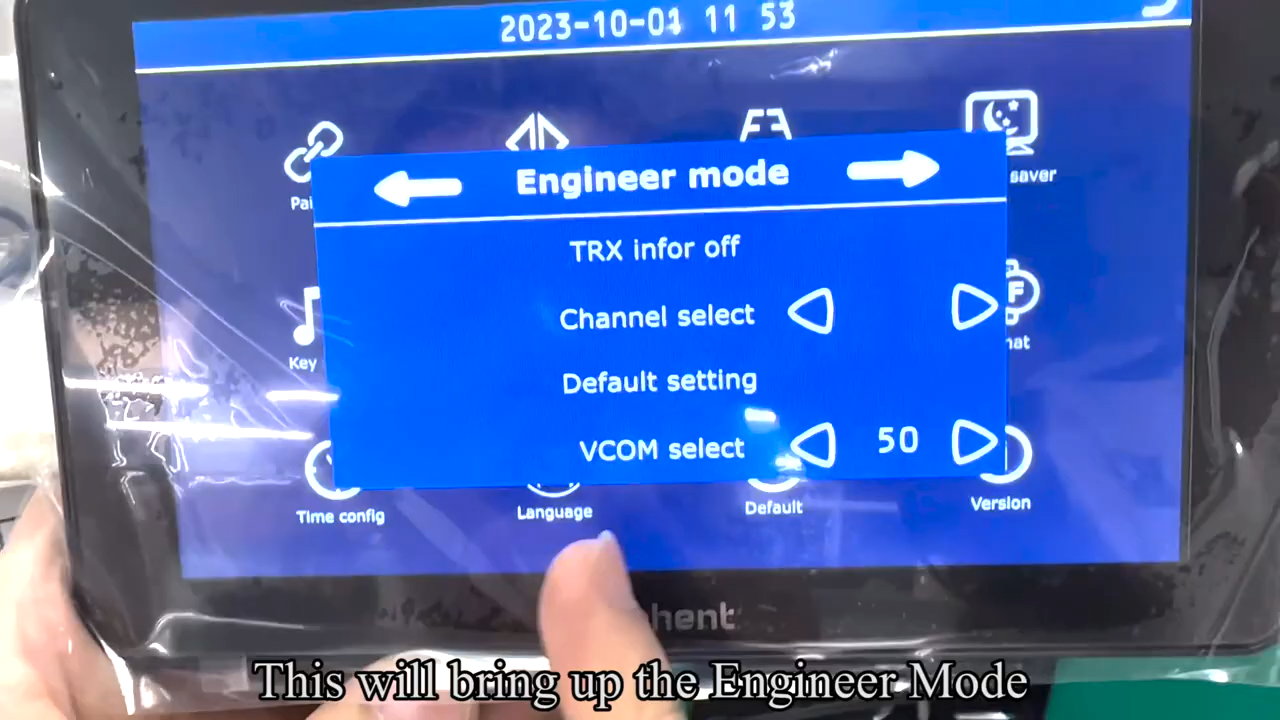 2023-10-01 11 53
saver
Engineer mode
TRX infor off
Channel select
Key
Default setting
VCOM select 50
Time config
Language
Default
Version
This will bring up the Engineer Mode